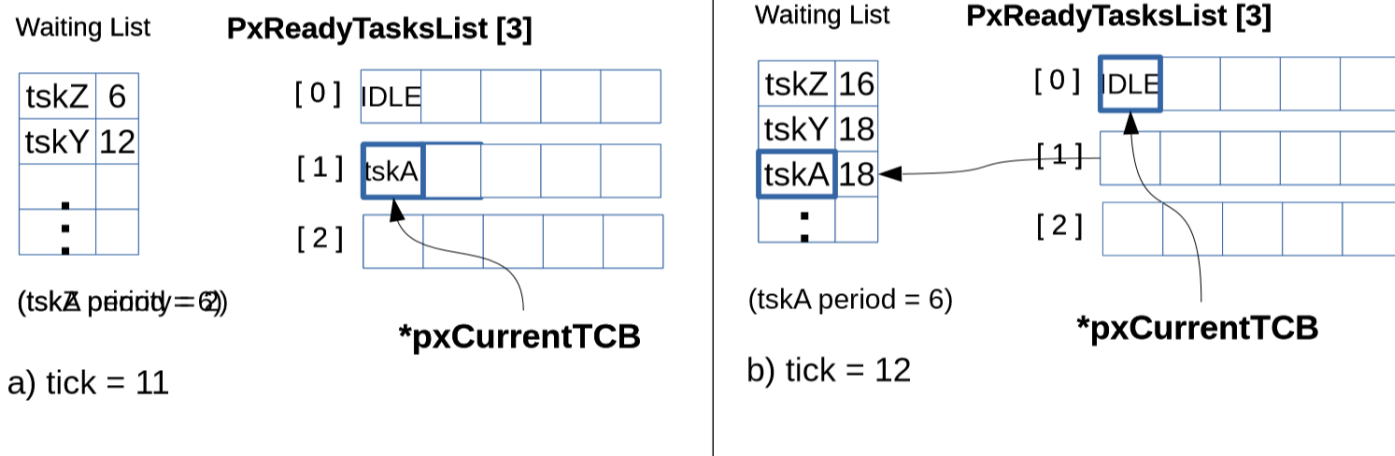 Waiting List
PxReadyTasksList [3]
tskZ 6
tskY 12
[0] IDLE
[1] tskA
[2]
*pxCurrentTCB
a) tick = 11
Waiting List
PxReadyTasksList [3]
tskZ 16
tskY 18
tskA 18
[0] IDLE
[1]
[2]
(tskA period = 6)
*pxCurrentTCB
b) tick = 12